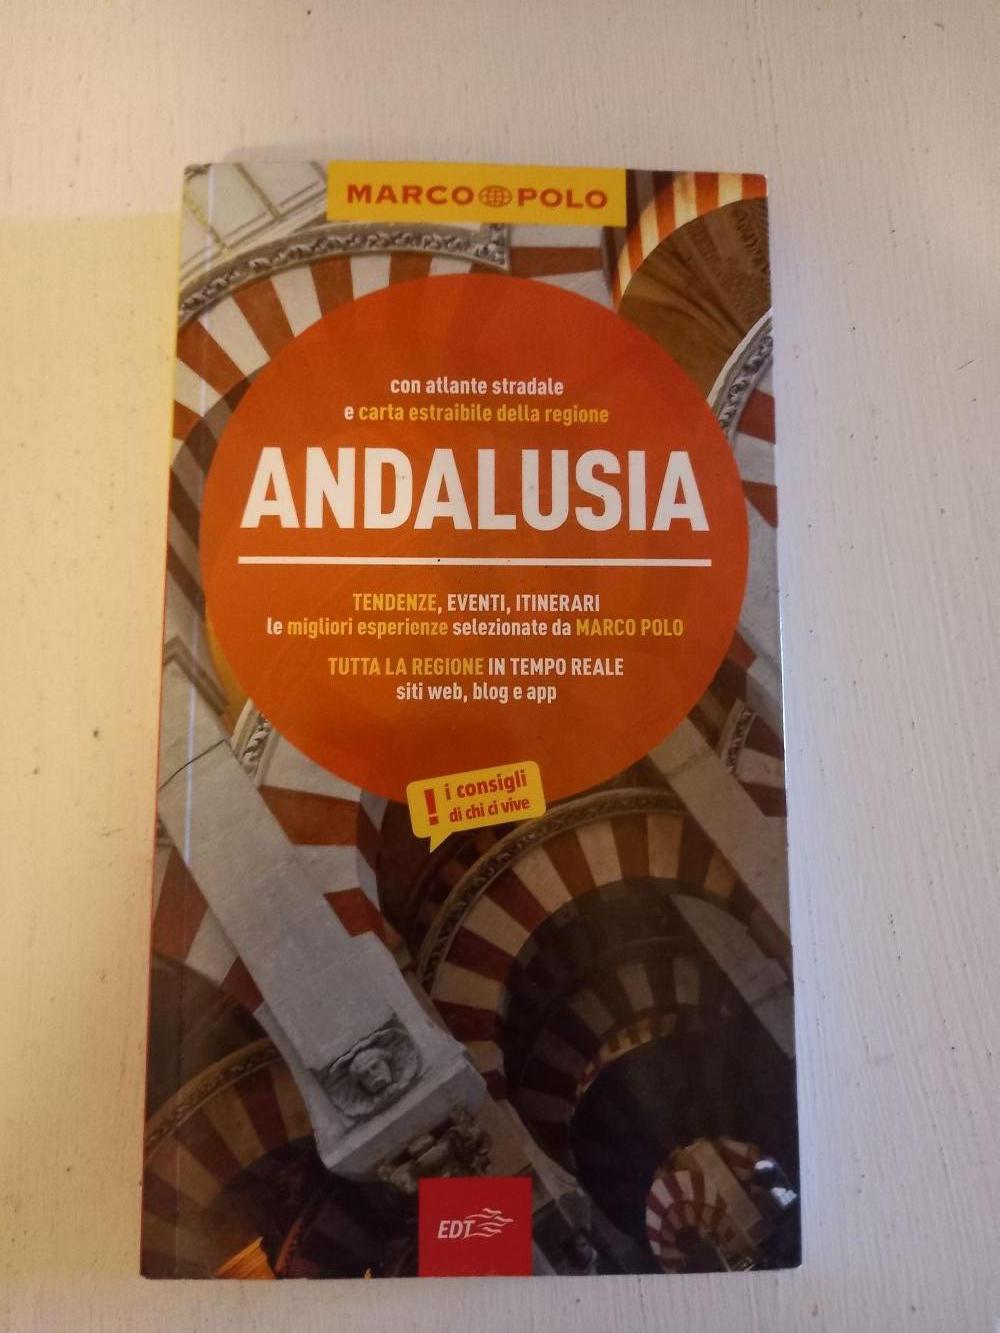 MARCO POLO
con atlante stradale
e carta estraibile della regione
ANDALUSIA
TENDENZE, EVENTI, ITINERARI
le migliori esperienze selezionate da MARCO POLO
TUTTA LA REGIONE IN TEMPO REALE
siti web, blog e app
! i consigli
di chi ci vive
EDT